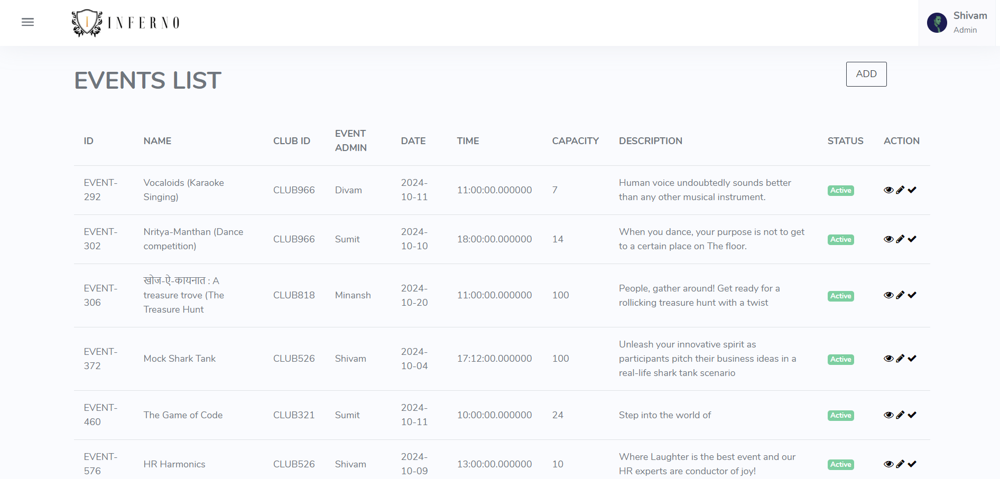 INFERNO
Shivam
Admin
EVENTS LIST
ADD
ID NAME CLUB ID EVENT ADMIN DATE TIME CAPACITY DESCRIPTION STATUS ACTION
EVENT-292 Vocaloids (Karaoke Singing) CLUB966 Divam 2024-10-11 11:00:00.000000 7 Human voice undoubtedly sounds better than any other musical instrument. Active
EVENT-302 Nritya-Manthan (Dance competition) CLUB966 Sumit 2024-10-10 18:00:00.000000 14 When you dance, your purpose is not to get to a certain place on The floor. Active
EVENT-306 खोज-ऐ-कायनात : A treasure trove (The Treasure Hunt CLUB818 Minansh 2024-10-20 11:00:00.000000 100 People, gather around! Get ready for a rollicking treasure hunt with a twist Active
EVENT-372 Mock Shark Tank CLUB526 Shivam 2024-10-04 17:12:00.000000 100 Unleash your innovative spirit as participants pitch their business ideas in a real-life shark tank scenario Active
EVENT-460 The Game of Code CLUB321 Sumit 2024-10-11 10:00:00.000000 24 Step into the world of Active
EVENT-576 HR Harmonics CLUB526 Shivam 2024-10-09 13:00:00.000000 10 Where Laughter is the best event and our HR experts are conductor of joy! Active